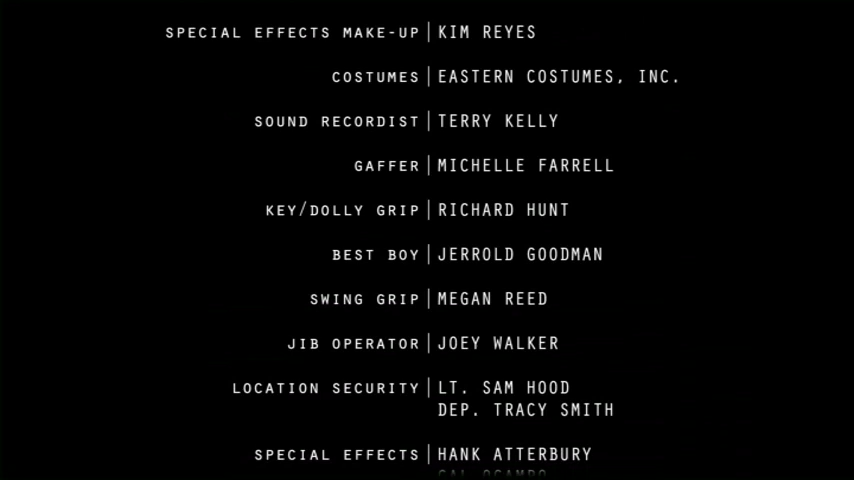 SPECIAL EFFECTS MAKE-UP | KIM REYES
COSTUMES | EASTERN COSTUMES, INC.
SOUND RECORDIST | TERRY KELLY
GAFFER | MICHELLE FARRELL
KEY/DOLLY GRIP | RICHARD HUNT
BEST BOY | JERROLD GOODMAN
SWING GRIP | MEGAN REED
JIB OPERATOR | JOEY WALKER
LOCATION SECURITY | LT. SAM HOOD
DEP. TRACY SMITH
SPECIAL EFFECTS | HANK ATTERBURY